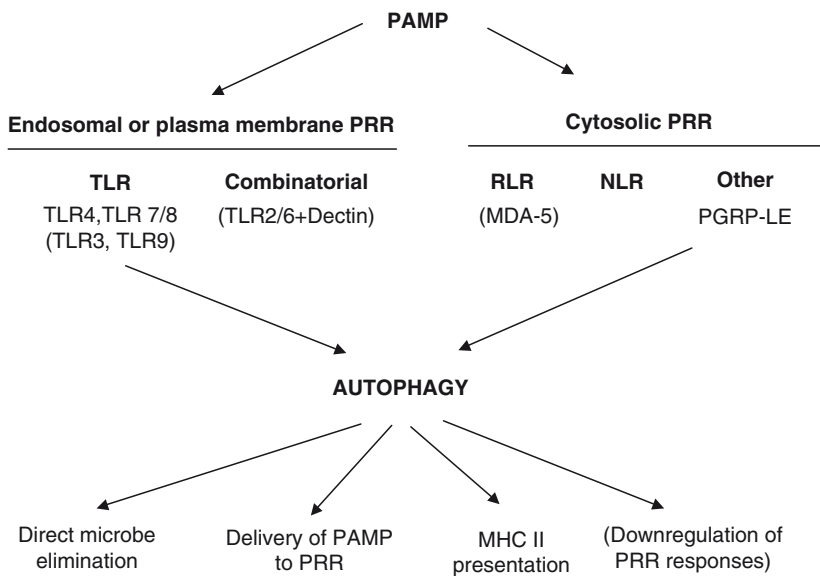 PAMP
Endosomal or plasma membrane PRR
Cytosolic PRR
TLR
Combinatorial
RLR
NLR
Other
TLR4,TLR 7/8
(TLR3, TLR9)
(TLR2/6+Dectin)
(MDA-5)
PGRP-LE
AUTOPHAGY
Direct microbe
elimination
Delivery of PAMP
to PRR
MHC II
presentation
(Downregulation of
PRR responses)